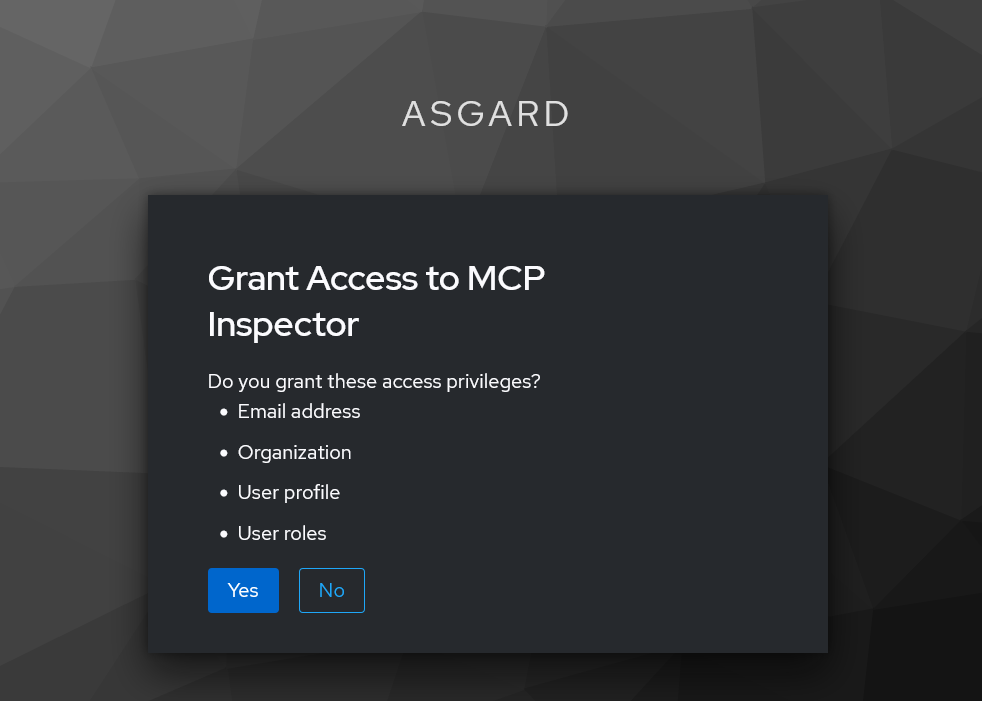 ASGARD
Grant Access to MCP
Inspector
Do you grant these access privileges?
Email address
Organization
User profile
User roles
Yes
No